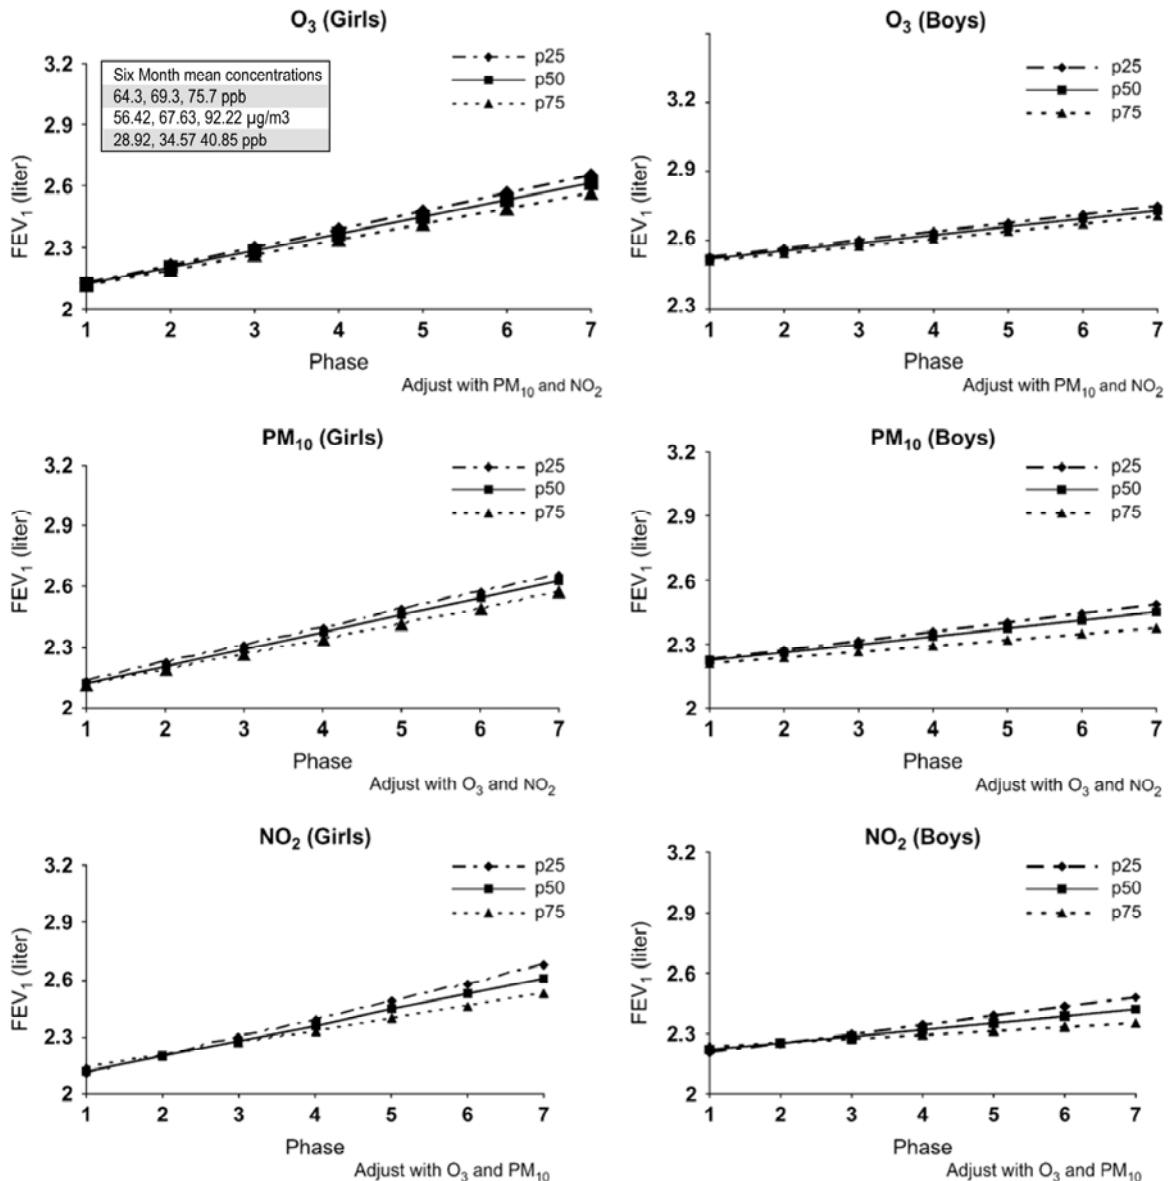 O3 (Girls)
3.2
2.9
2.6
2.3
2
FEV1 (liter)
Six Month mean concentrations
64.3, 69.3, 75.7 ppb
56.42, 67.63, 92.22 µg/m3
28.92, 34.57 40.85 ppb
p25
p50
p75
1 2 3 4 5 6 7
Phase
Adjust with PM10 and NO2
O3 (Boys)
3.2
2.9
2.6
2.3
FEV1 (liter)
p25
p50
p75
1 2 3 4 5 6 7
Phase
Adjust with PM10 and NO2
PM10 (Girls)
3.2
2.9
2.6
2.3
2
FEV1 (liter)
p25
p50
p75
1 2 3 4 5 6 7
Phase
Adjust with O3 and NO2
PM10 (Boys)
3.2
2.9
2.6
2.3
2
FEV1 (liter)
p25
p50
p75
1 2 3 4 5 6 7
Phase
Adjust with O3 and NO2
NO2 (Girls)
3.2
2.9
2.6
2.3
2
FEV1 (liter)
p25
p50
p75
1 2 3 4 5 6 7
Phase
Adjust with O3 and PM10
NO2 (Boys)
3.2
2.9
2.6
2.3
2
FEV1 (liter)
p25
p50
p75
1 2 3 4 5 6 7
Phase
Adjust with O3 and PM10